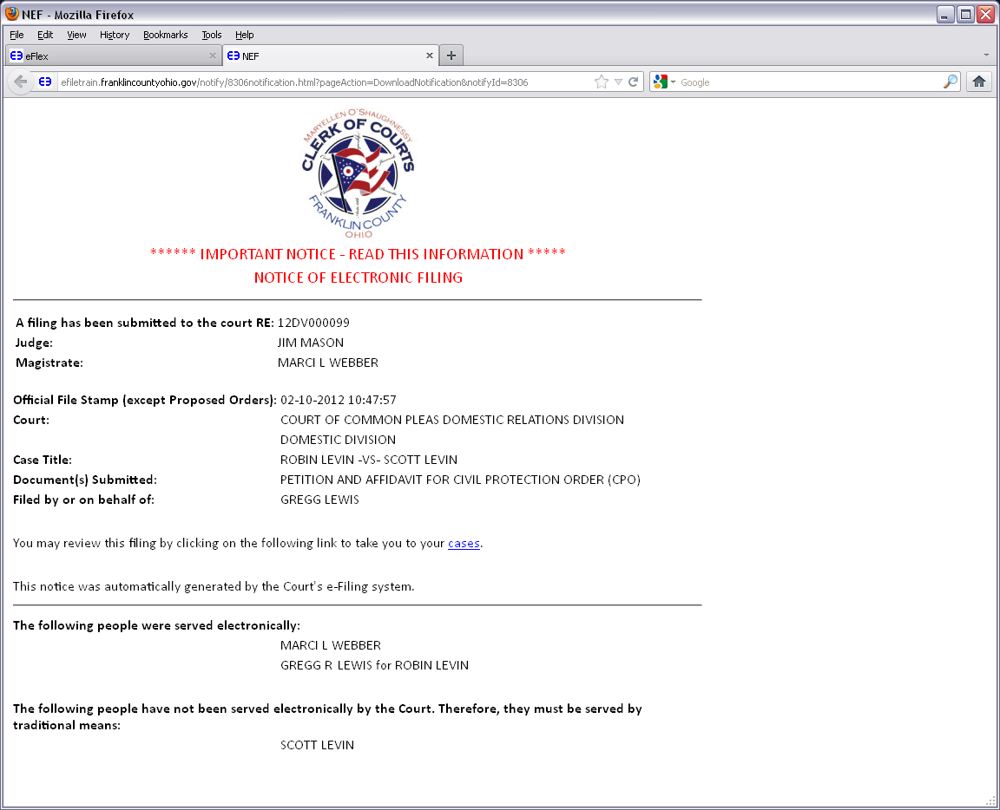 NEF - Mozilla Firefox
File Edit View History Bookmarks Tools Help
eFlex
NEF
efiletrain.franklincountyohio.gov/notify/8306notification.html?pageAction=DownloadNotification&notifyId=8306
Google
MARYELLEN O'SHAUGHNESSY
CLERK OF COURTS
FRANKLIN COUNTY
OHIO
****** IMPORTANT NOTICE - READ THIS INFORMATION *****
NOTICE OF ELECTRONIC FILING
A filing has been submitted to the court RE: 12DV000099
Judge: JIM MASON
Magistrate: MARCI L WEBBER
Official File Stamp (except Proposed Orders): 02-10-2012 10:47:57
Court: COURT OF COMMON PLEAS DOMESTIC RELATIONS DIVISION
DOMESTIC DIVISION
Case Title: ROBIN LEVIN -VS- SCOTT LEVIN
Document(s) Submitted: PETITION AND AFFIDAVIT FOR CIVIL PROTECTION ORDER (CPO)
Filed by or on behalf of: GREGG LEWIS
You may review this filing by clicking on the following link to take you to your cases.
This notice was automatically generated by the Court's e-Filing system.
The following people were served electronically:
MARCI L WEBBER
GREGG R LEWIS for ROBIN LEVIN
The following people have not been served electronically by the Court. Therefore, they must be served by
traditional means:
SCOTT LEVIN